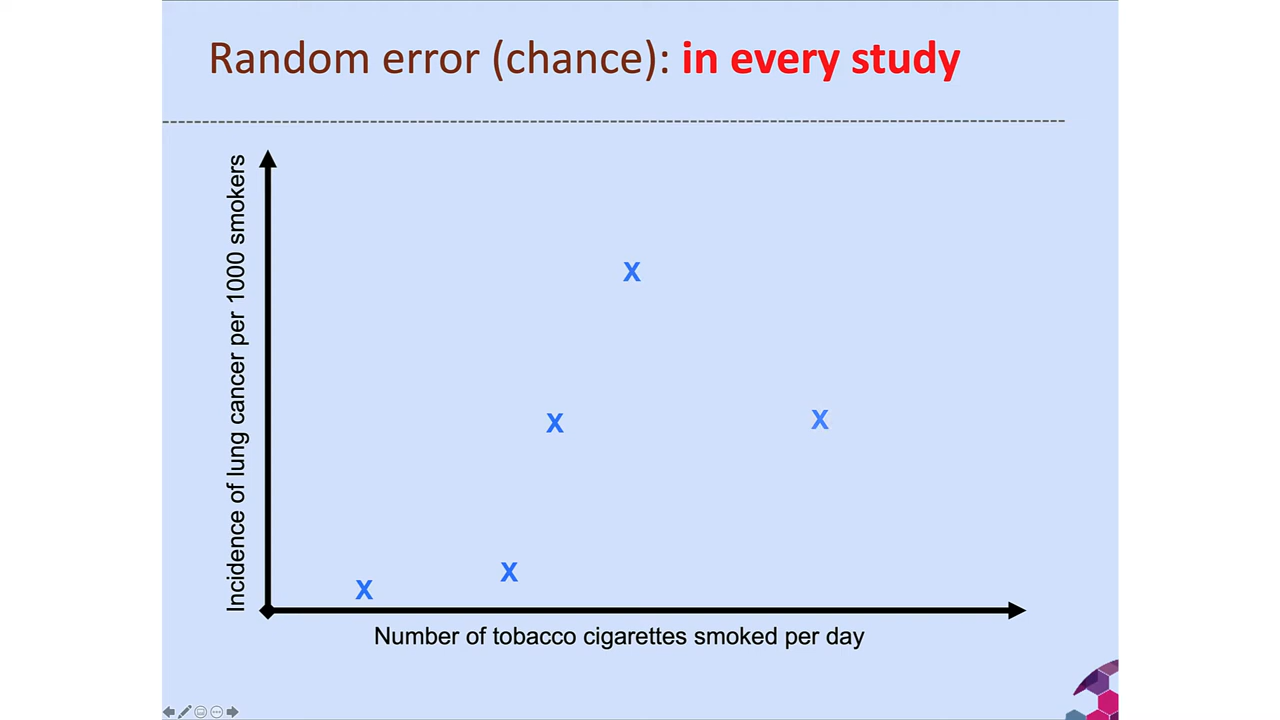 Random error (chance): in every study
Incidence of lung cancer per 1000 smokers
X
X
X
X
X
Number of tobacco cigarettes smoked per day